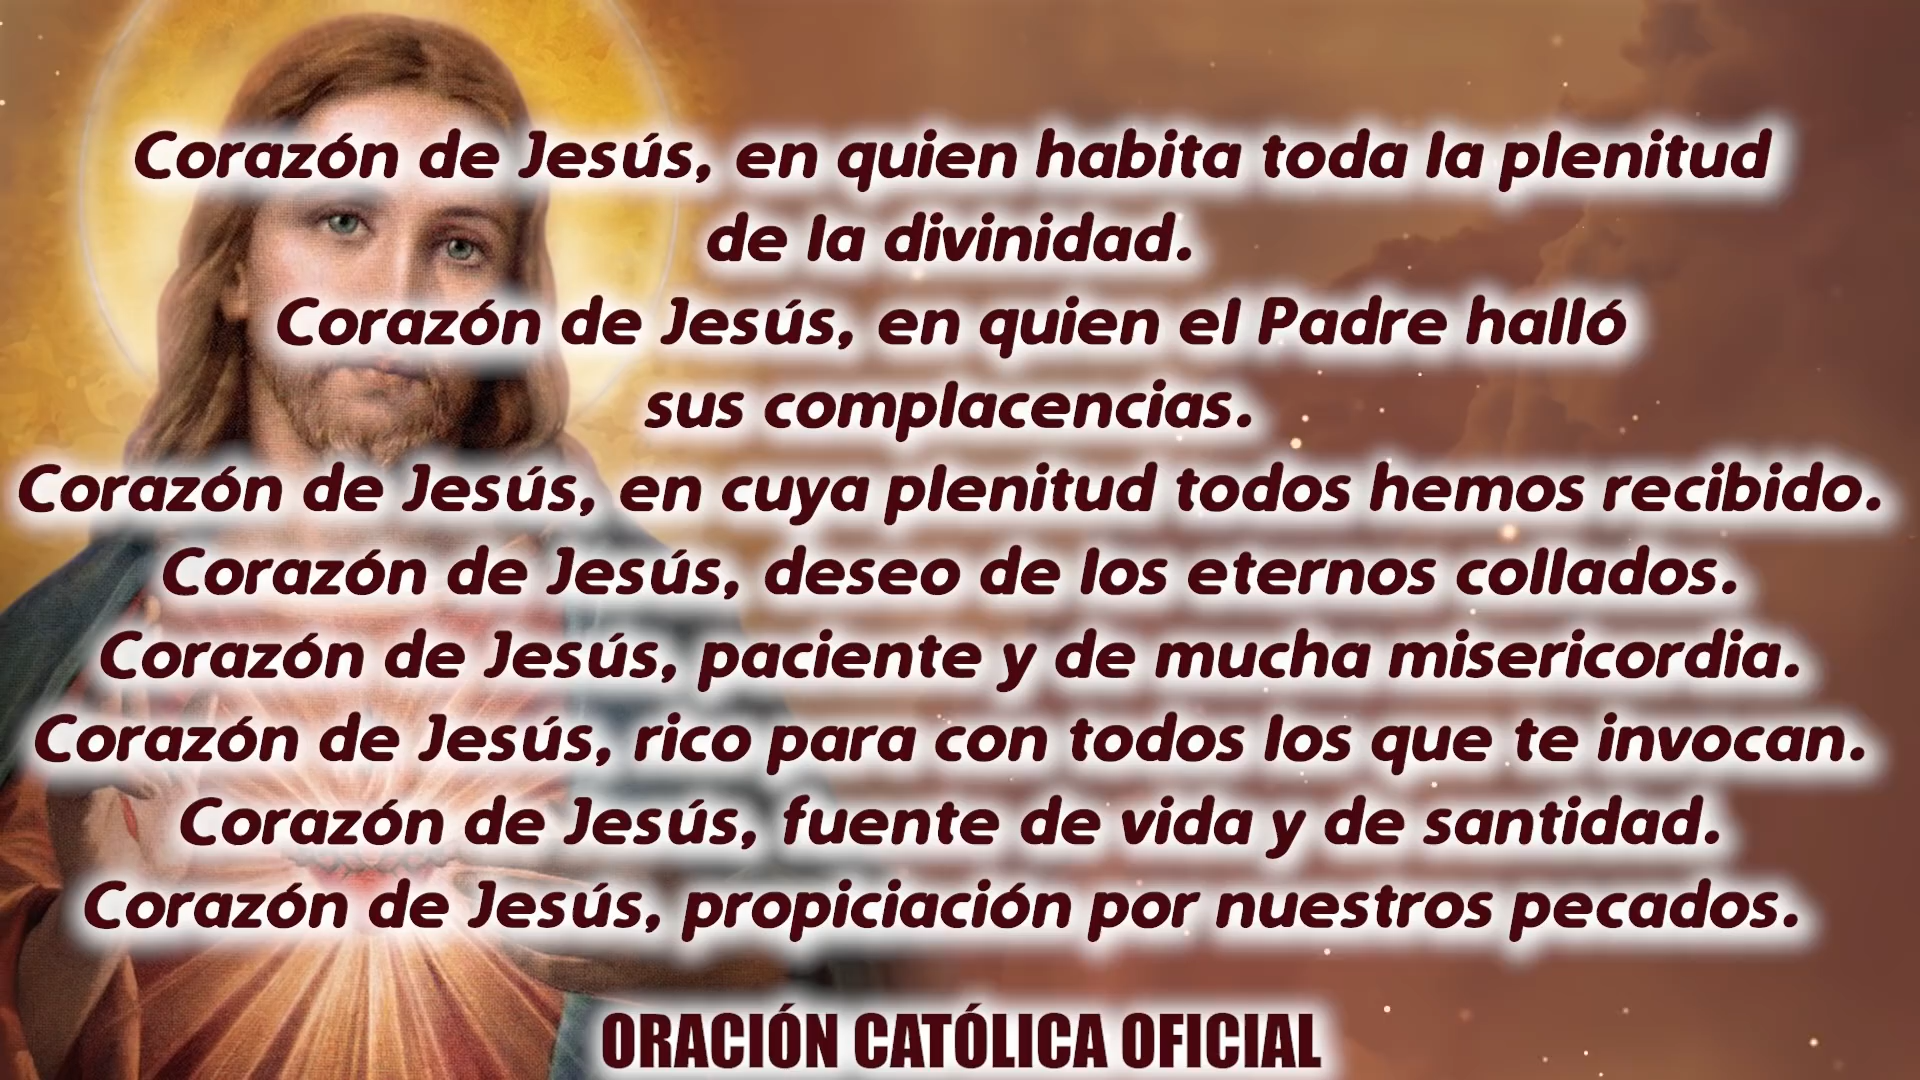 Corazón de Jesús, en quien habita toda la plenitud
de la divinidad.
Corazón de Jesús, en quien el Padre halló
sus complacencias.
Corazón de Jesús, en cuya plenitud todos hemos recibido.
Corazón de Jesús, deseo de los eternos collados.
Corazón de Jesús, paciente y de mucha misericordia.
Corazón de Jesús, rico para con todos los que te invocan.
Corazón de Jesús, fuente de vida y de santidad.
Corazón de Jesús, propiciación por nuestros pecados.
ORACIÓN CATÓLICA OFICIAL